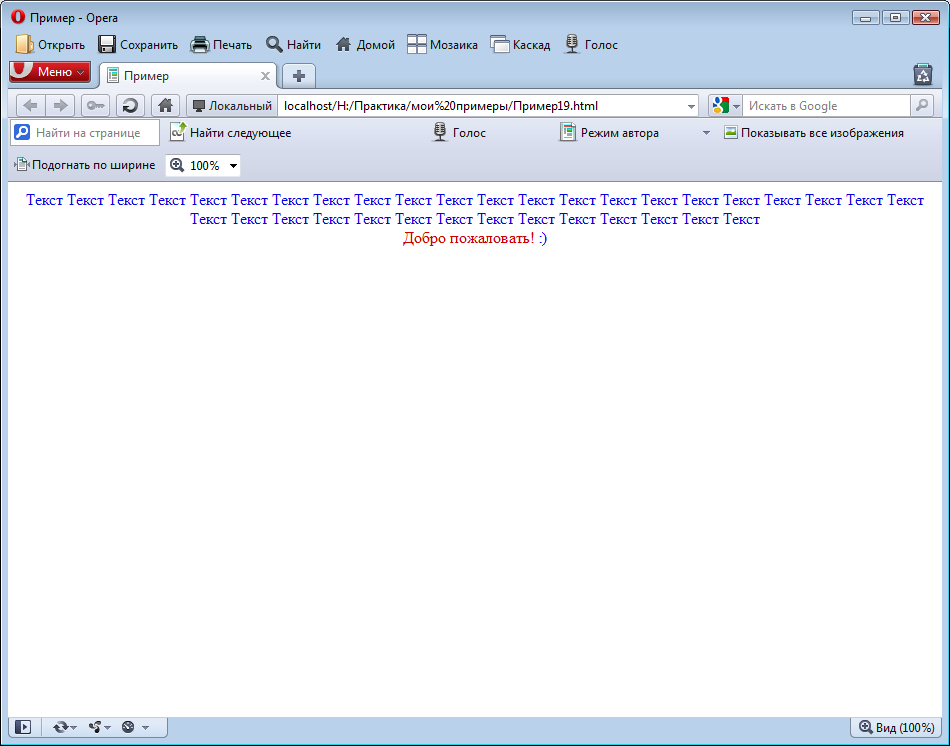 Пример - Opera
Открыть Сохранить Печать Найти Домой Мозаика Каскад Голос
Меню Пример
Локальный localhost/H:/Практика/мои%20примеры/Пример19.html Искать в Google
Найти на странице Найти следующее Голос Режим автора Показывать все изображения
Подогнать по ширине 100%
Текст Текст Текст Текст Текст Текст Текст Текст Текст Текст Текст Текст Текст Текст Текст Текст Текст Текст Текст Текст Текст Текст
Текст Текст Текст Текст Текст Текст Текст Текст Текст Текст Текст Текст Текст Текст
Добро пожаловать! :)
Вид (100%)